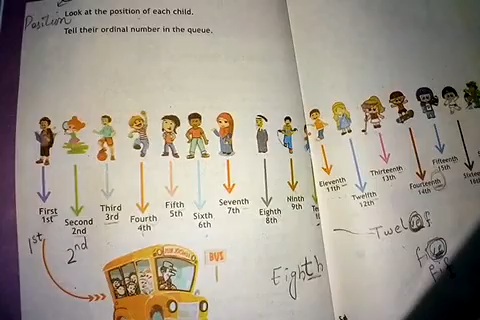 Position
Look at the position of each child.
Tell their ordinal number in the queue.
First
1st
Second
2nd
Third
3rd
Fourth
4th
Fifth
5th
Sixth
6th
Seventh
7th
Eighth
8th
Ninth
9th
Eleventh
11th
Twelfth
12th
Thirteenth
13th
Fourteenth
14th
Fifteenth
15th
16th
1st
2nd
BUS
Eighth